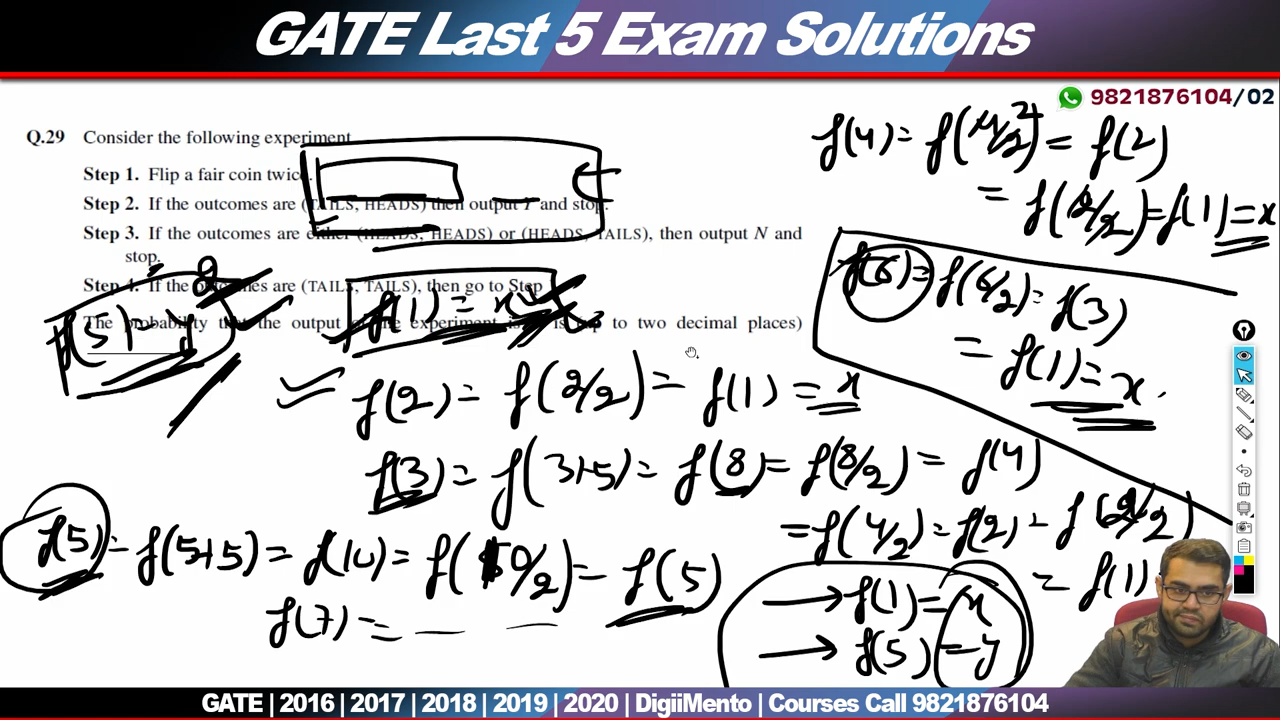 GATE Last 5 Exam Solutions
9821876104/02
Q.29 Consider the following experiment
Step 1. Flip a fair coin twice.
Step 2. If the outcomes are (TAILS, HEADS) then output Y and stop.
Step 3. If the outcomes are either (HEADS, HEADS) or (HEADS, TAILS), then output N and
stop.
Step 4. If the outcomes are (TAILS, TAILS), then go to Step
The probability that the output of the experiment is to two decimal places)
f(4) = f(4/2) = f(2)
= f(2/2) = f(1) = x
f(6) = f(6/2) = f(3)
= f(1) = x.
f(5) = y
f(1) = x
f(2) = f(2/2) = f(1) = x
f(3) = f(3+5) = f(8) = f(8/2) = f(4)
= f(4/2) = f(2) = f(2/2)
= f(1)
f(5) = f(5+5) = f(10) = f(10/2) = f(5)
f(7) =
→ f(1) = x
→ f(5) = y
GATE | 2016 | 2017 | 2018 | 2019 | 2020 | DigiiMento | Courses Call 9821876104